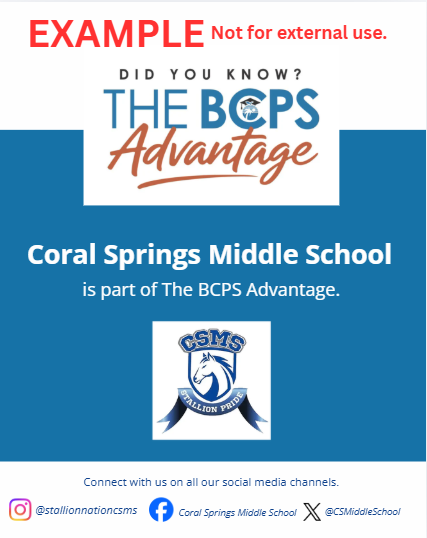 EXAMPLE Not for external use.
DID YOU KNOW?
THE BCPS
Advantage
Coral Springs Middle School
is part of The BCPS Advantage.
CSMS
STALLION PRIDE
Connect with us on all our social media channels.
@stallionnationcsms Coral Springs Middle School @CSMiddleSchool